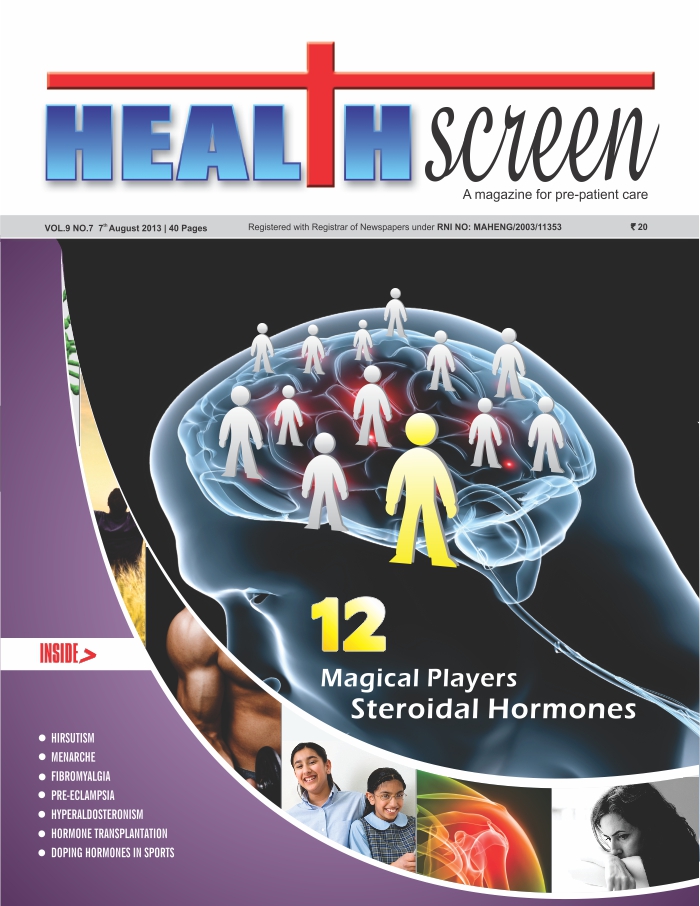 HEALTH screen
A magazine for pre-patient care
VOL.9 NO.7 7th August 2013 | 40 Pages Registered with Registrar of Newspapers under RNI NO: MAHENG/2003/11353 ₹ 20
12
Magical Players
Steroidal Hormones
INSIDE >
● HIRSUTISM
● MENARCHE
● FIBROMYALGIA
● PRE-ECLAMPSIA
● HYPERALDOSTERONISM
● HORMONE TRANSPLANTATION
● DOPING HORMONES IN SPORTS